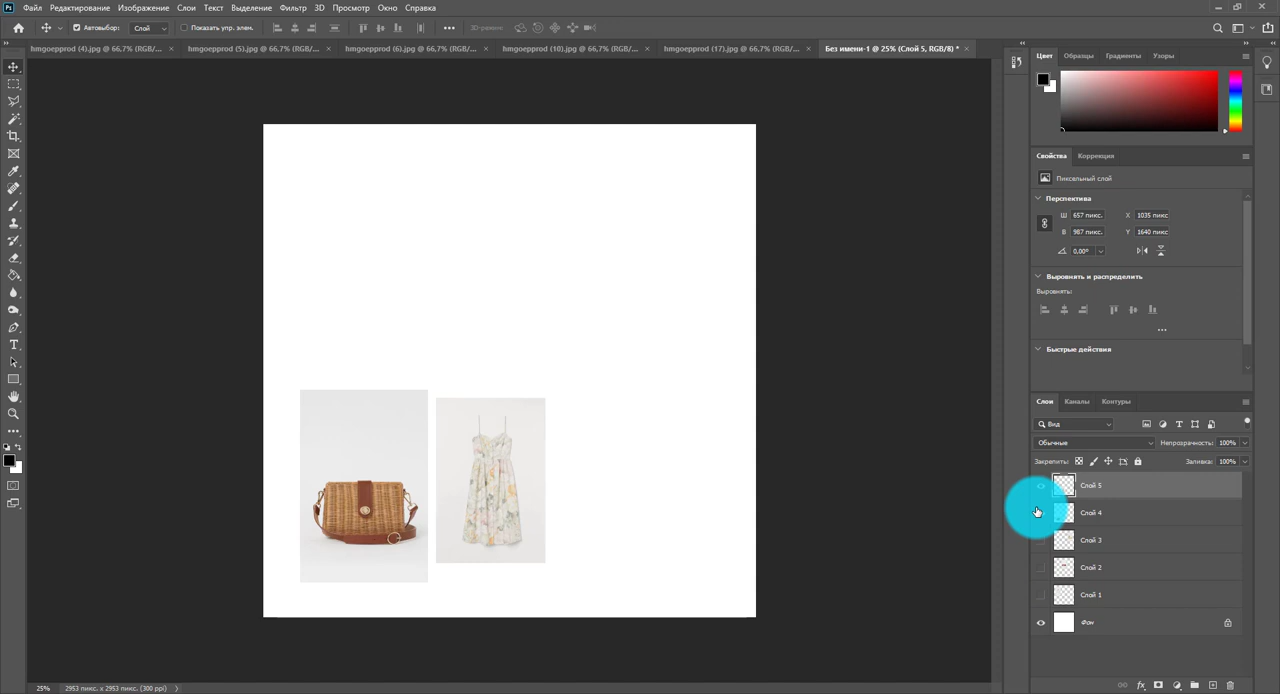 Ps Файл Редактирование Изображение Слои Текст Выделение Фильтр 3D Просмотр Окно Справка
Автовыбор: Слой Показать упр. элем. 3D-режим:
hmgoepprod (4).jpg @ 66,7% (RGB/... × hmgoepprod (5).jpg @ 66,7% (RGB/... × hmgoepprod (6).jpg @ 66,7% (RGB/... × hmgoepprod (10).jpg @ 66,7% (RGB/... × hmgoepprod (17).jpg @ 66,7% (RGB/... × Без имени-1 @ 25% (Слой 5, RGB/8) * ×
Цвет Образцы Градиенты Узоры
Свойства Коррекция
Пиксельный слой
Перспектива
Ш 657 пикс. X 1035 пикс
В 987 пикс. Y 1640 пикс
0,00°
Выровнять и распределить
Выровнять:
Быстрые действия
Слои Каналы Контуры
Вид
Обычные Непрозрачность: 100%
Закрепить: Заливка: 100%
Слой 5
Слой 4
Слой 3
Слой 2
Слой 1
Фон
25% 2953 пикс. x 2953 пикс. (300 ppi)